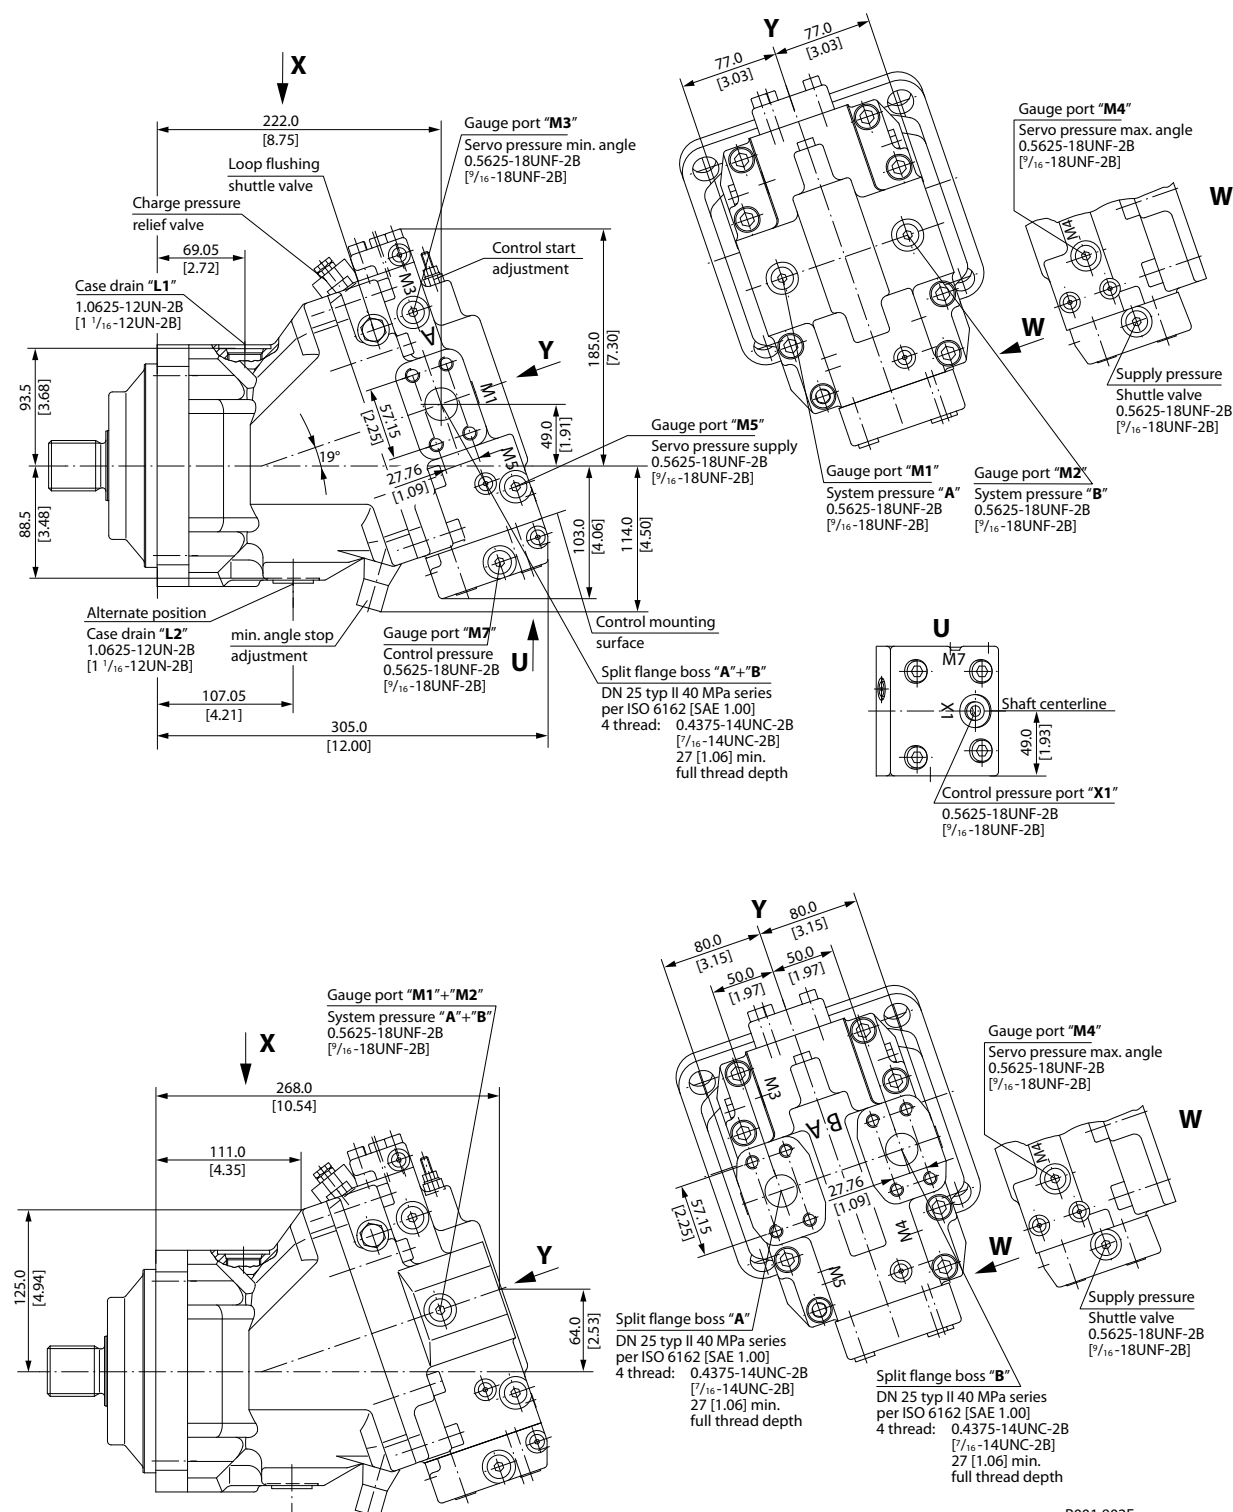 X
222.0
[8.75]
Loop flushing
shuttle valve
Charge pressure
relief valve
69.05
[2.72]
Case drain “L1”
1.0625-12UN-2B
[1 1/16-12UN-2B]
Gauge port “M3”
Servo pressure min. angle
0.5625-18UNF-2B
[9/16-18UNF-2B]
Control start
adjustment
M3
A
M1
M5
Y
185.0
[7.30]
93.5
[3.68]
88.5
[3.48]
57.15
[2.25]
19°
27.76
[1.09]
49.0
[1.91]
103.0
[4.06]
114.0
[4.50]
Gauge port “M5”
Servo pressure supply
0.5625-18UNF-2B
[9/16-18UNF-2B]
Alternate position
Case drain “L2”
1.0625-12UN-2B
[1 1/16-12UN-2B]
min. angle stop
adjustment
Gauge port “M7”
Control pressure
0.5625-18UNF-2B
[9/16-18UNF-2B]
U
Control mounting
surface
Split flange boss “A”+”B”
DN 25 typ II 40 MPa series
per ISO 6162 [SAE 1.00]
4 thread: 0.4375-14UNC-2B
[7/16-14UNC-2B]
27 [1.06] min.
full thread depth
107.05
[4.21]
305.0
[12.00]
Y
77.0
[3.03]
77.0
[3.03]
W
Gauge port “M1”
System pressure “A”
0.5625-18UNF-2B
[9/16-18UNF-2B]
Gauge port “M2”
System pressure “B”
0.5625-18UNF-2B
[9/16-18UNF-2B]
Gauge port “M4”
Servo pressure max. angle
0.5625-18UNF-2B
[9/16-18UNF-2B]
W
M4
Supply pressure
Shuttle valve
0.5625-18UNF-2B
[9/16-18UNF-2B]
U
M7
X1
Shaft centerline
49.0
[1.93]
Control pressure port “X1”
0.5625-18UNF-2B
[9/16-18UNF-2B]
Gauge port “M1”+”M2”
System pressure “A”+”B”
0.5625-18UNF-2B
[9/16-18UNF-2B]
X
268.0
[10.54]
111.0
[4.35]
125.0
[4.94]
Y
64.0
[2.53]
Y
80.0
[3.15]
80.0
[3.15]
50.0
[1.97]
50.0
[1.97]
M3
B A
27.76
[1.09]
57.15
[2.25]
M4
M5
W
Split flange boss “A”
DN 25 typ II 40 MPa series
per ISO 6162 [SAE 1.00]
4 thread: 0.4375-14UNC-2B
[7/16-14UNC-2B]
27 [1.06] min.
full thread depth
Split flange boss “B”
DN 25 typ II 40 MPa series
per ISO 6162 [SAE 1.00]
4 thread: 0.4375-14UNC-2B
[7/16-14UNC-2B]
27 [1.06] min.
full thread depth
Gauge port “M4”
Servo pressure max. angle
0.5625-18UNF-2B
[9/16-18UNF-2B]
W
M4
Supply pressure
Shuttle valve
0.5625-18UNF-2B
[9/16-18UNF-2B]